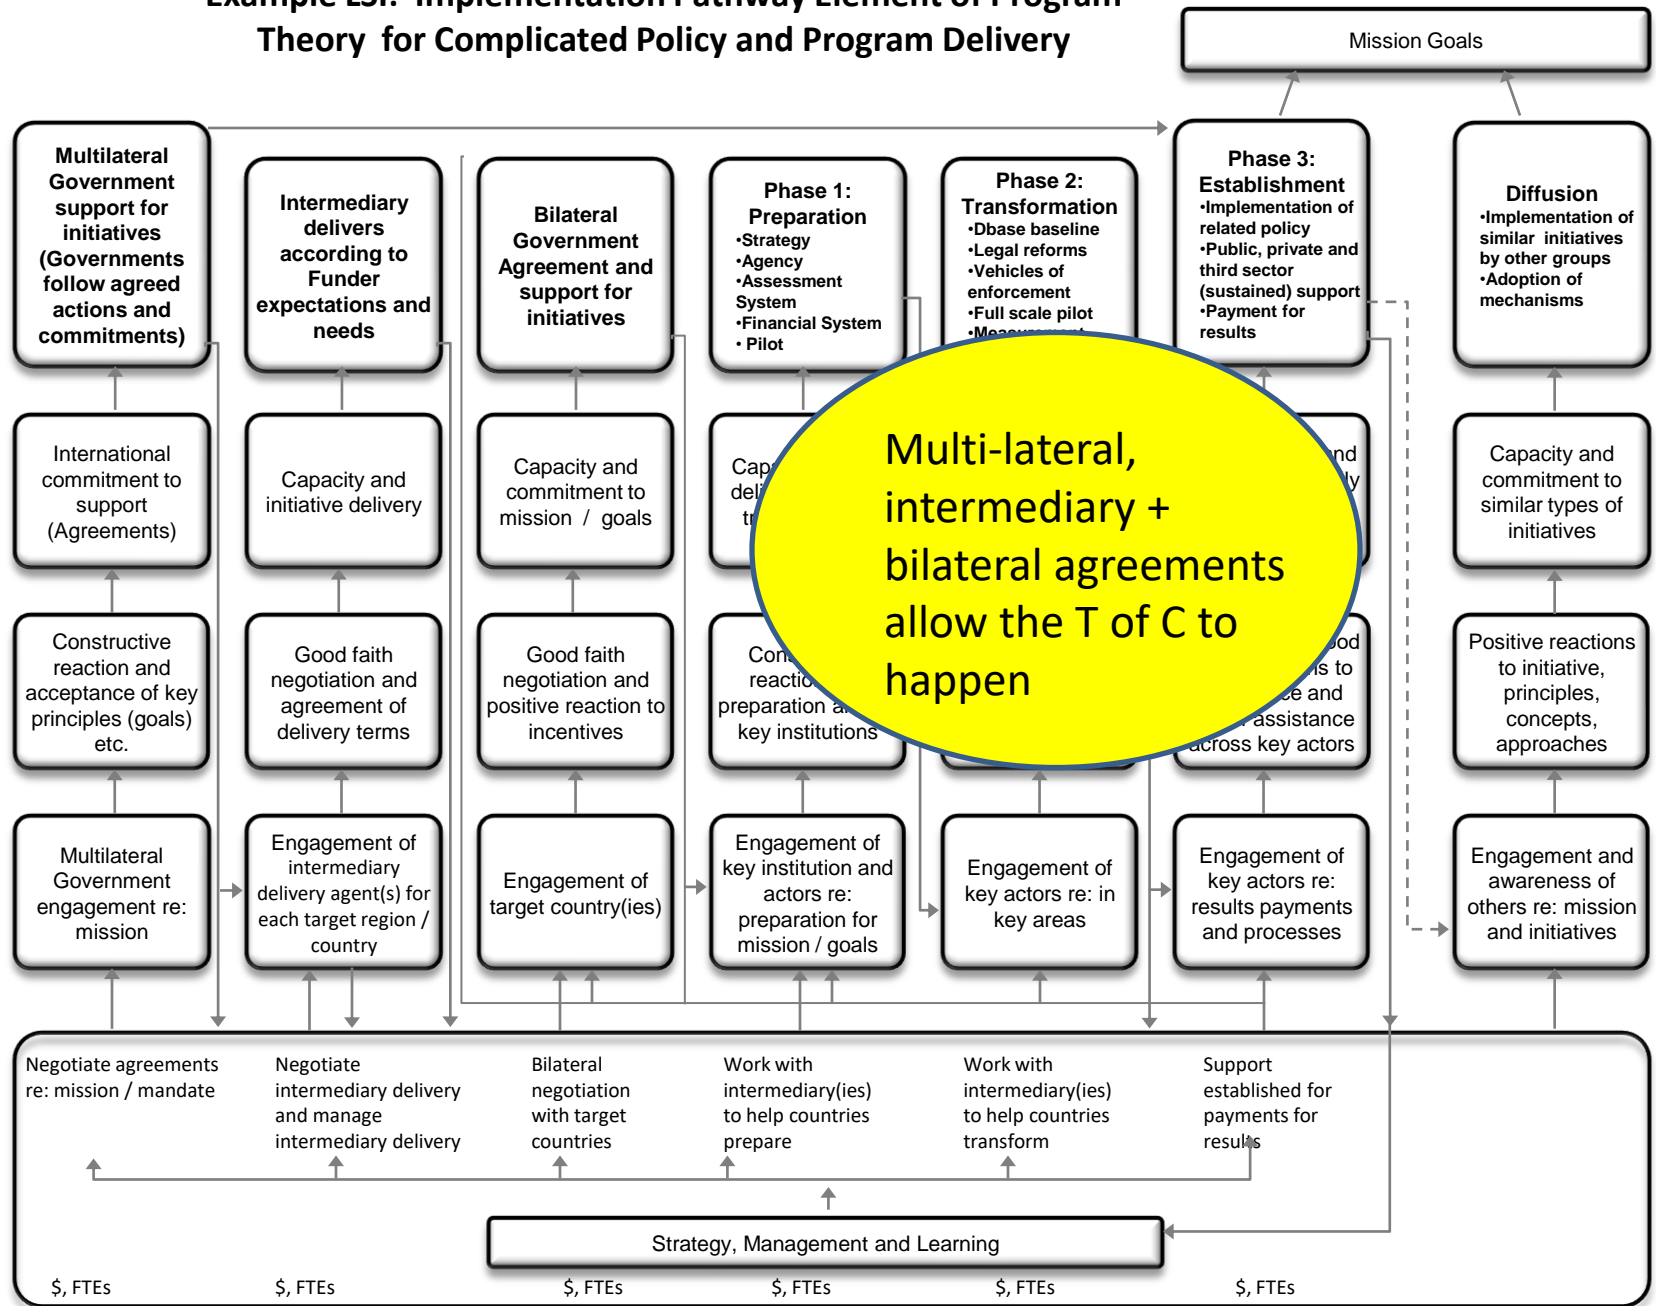 Example LSI: Implementation Pathway Element of Program
Theory for Complicated Policy and Program Delivery
Mission Goals
Multilateral
Government
support for
initiatives
(Governments
follow agreed
actions and
commitments)
Intermediary
delivers
according to
Funder
expectations and
needs
Bilateral
Government
Agreement and
support for
initiatives
Phase 1:
Preparation
•Strategy
•Agency
•Assessment
System
•Financial System
• Pilot
Phase 2:
Transformation
•Dbase baseline
•Legal reforms
•Vehicles of
enforcement
•Full scale pilot
•Measurement
Phase 3:
Establishment
•Implementation of
related policy
•Public, private and
third sector
(sustained) support
•Payment for
results
Diffusion
•Implementation of
similar initiatives
by other groups
•Adoption of
mechanisms
International
commitment to
support
(Agreements)
Capacity and
initiative delivery
Capacity and
commitment to
mission / goals
Multi-lateral,
intermediary +
bilateral agreements
allow the T of C to
happen
Capacity and
commitment to
similar types of
initiatives
Constructive
reaction and
acceptance of key
principles (goals)
etc.
Good faith
negotiation and
agreement of
delivery terms
Good faith
negotiation and
positive reaction to
incentives
preparation
key institutions
and
assistance
across key actors
Positive reactions
to initiative,
principles,
concepts,
approaches
Multilateral
Government
engagement re:
mission
Engagement of
intermediary
delivery agent(s) for
each target region /
country
Engagement of
target country(ies)
Engagement of
key institution and
actors re:
preparation for
mission / goals
Engagement of
key actors re: in
key areas
Engagement of
key actors re:
results payments
and processes
Engagement and
awareness of
others re: mission
and initiatives
Negotiate agreements
re: mission / mandate
Negotiate
intermediary delivery
and manage
intermediary delivery
Bilateral
negotiation
with target
countries
Work with
intermediary(ies)
to help countries
prepare
Work with
intermediary(ies)
to help countries
transform
Support
established for
payments for
results
Strategy, Management and Learning
$, FTEs
$, FTEs
$, FTEs
$, FTEs
$, FTEs
$, FTEs